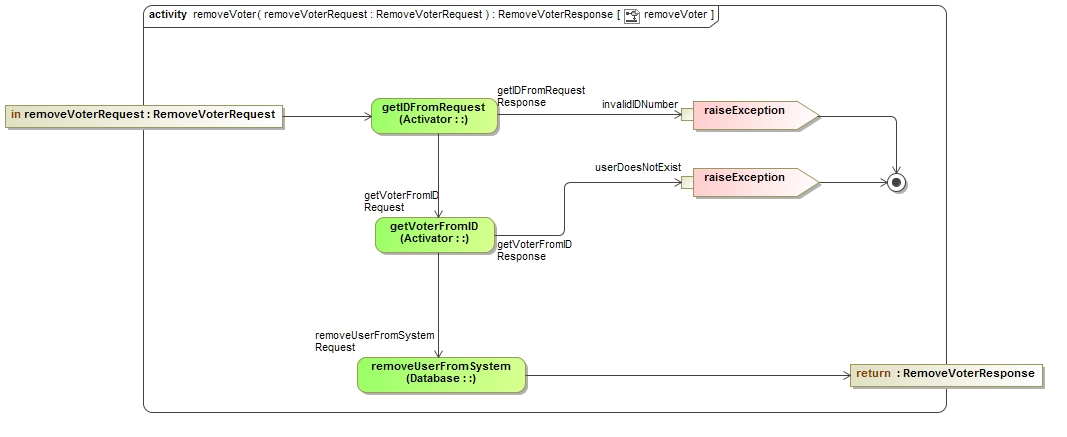 activity removeVoter( removeVoterRequest : RemoveVoterRequest ) : RemoveVoterResponse [ removeVoter ]
getIDFromRequest
Response
invalidIDNumber
raiseException
in removeVoterRequest : RemoveVoterRequest
getIDFromRequest
(Activator : :)
userDoesNotExist
raiseException
getVoterFromID
Request
getVoterFromID
(Activator : :)
getVoterFromID
Response
removeUserFromSystem
Request
removeUserFromSystem
(Database : :)
return : RemoveVoterResponse